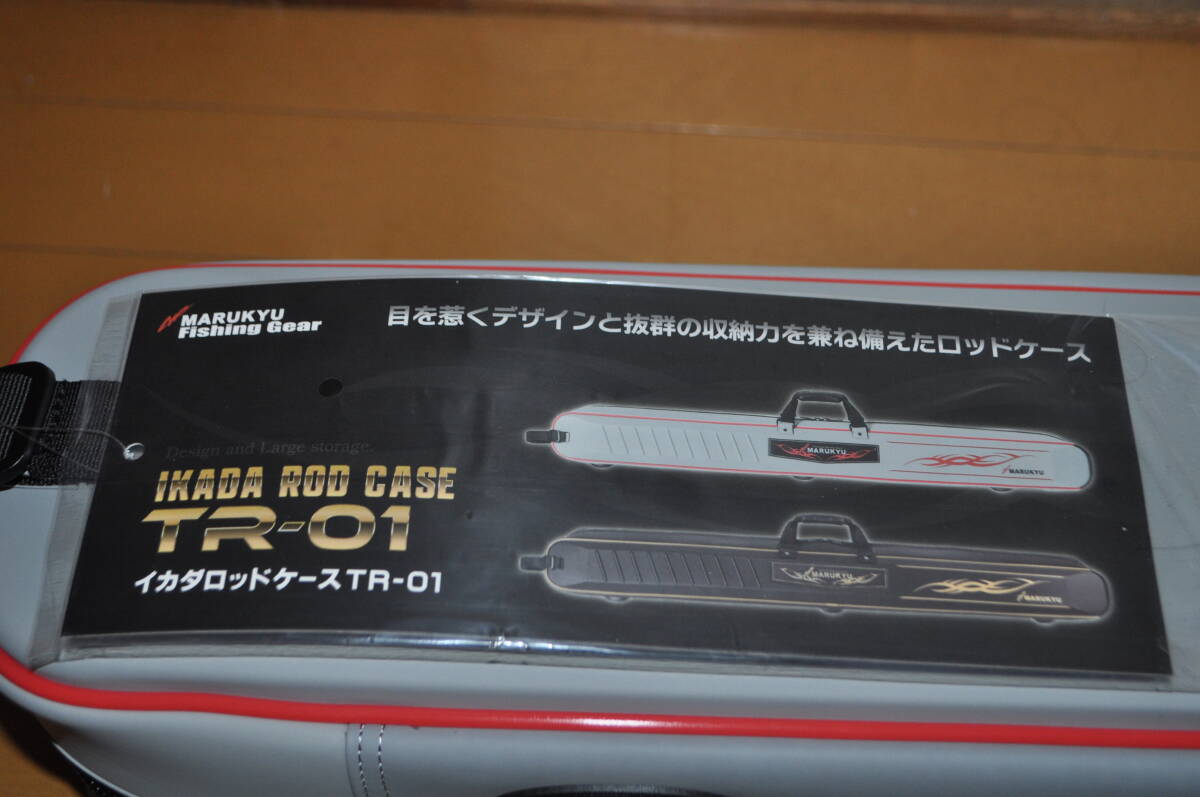 MARUKYU
Fishing Gear
目を惹くデザインと抜群の収納力を兼ね備えたロッドケース
Design and Large storage.
IKADA ROD CASE
TR-01
イカダロッドケースTR-01
MARUKYU
MARUKYU
MARUKYU
MARUKYU